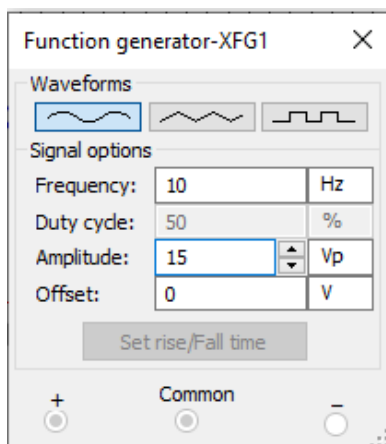 Function generator-XFG1
Waveforms
Signal options
Frequency: 10 Hz
Duty cycle: 50 %
Amplitude: 15 Vp
Offset: 0 V
Set rise/Fall time
+ Common −